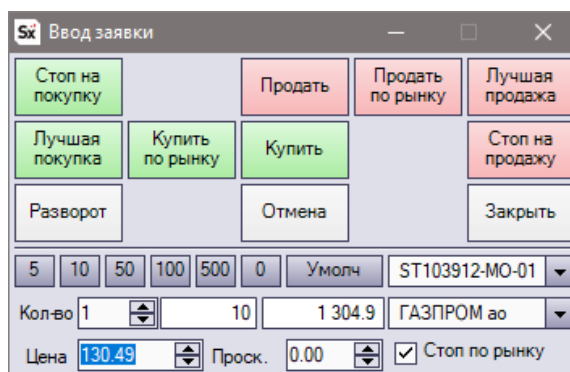 Sx Ввод заявки
Стоп на Продать Лучшая
покупку Продать по рынку продажа
Лучшая Купить Купить Стоп на
покупка по рынку продажу
Разворот Отмена Закрыть
5 10 50 100 500 0 Умолч ST103912-MO-01
Кол-во 1 10 1 304.9 ГАЗПРОМ ао
Цена 130.49 Проск. 0.00 Стоп по рынку